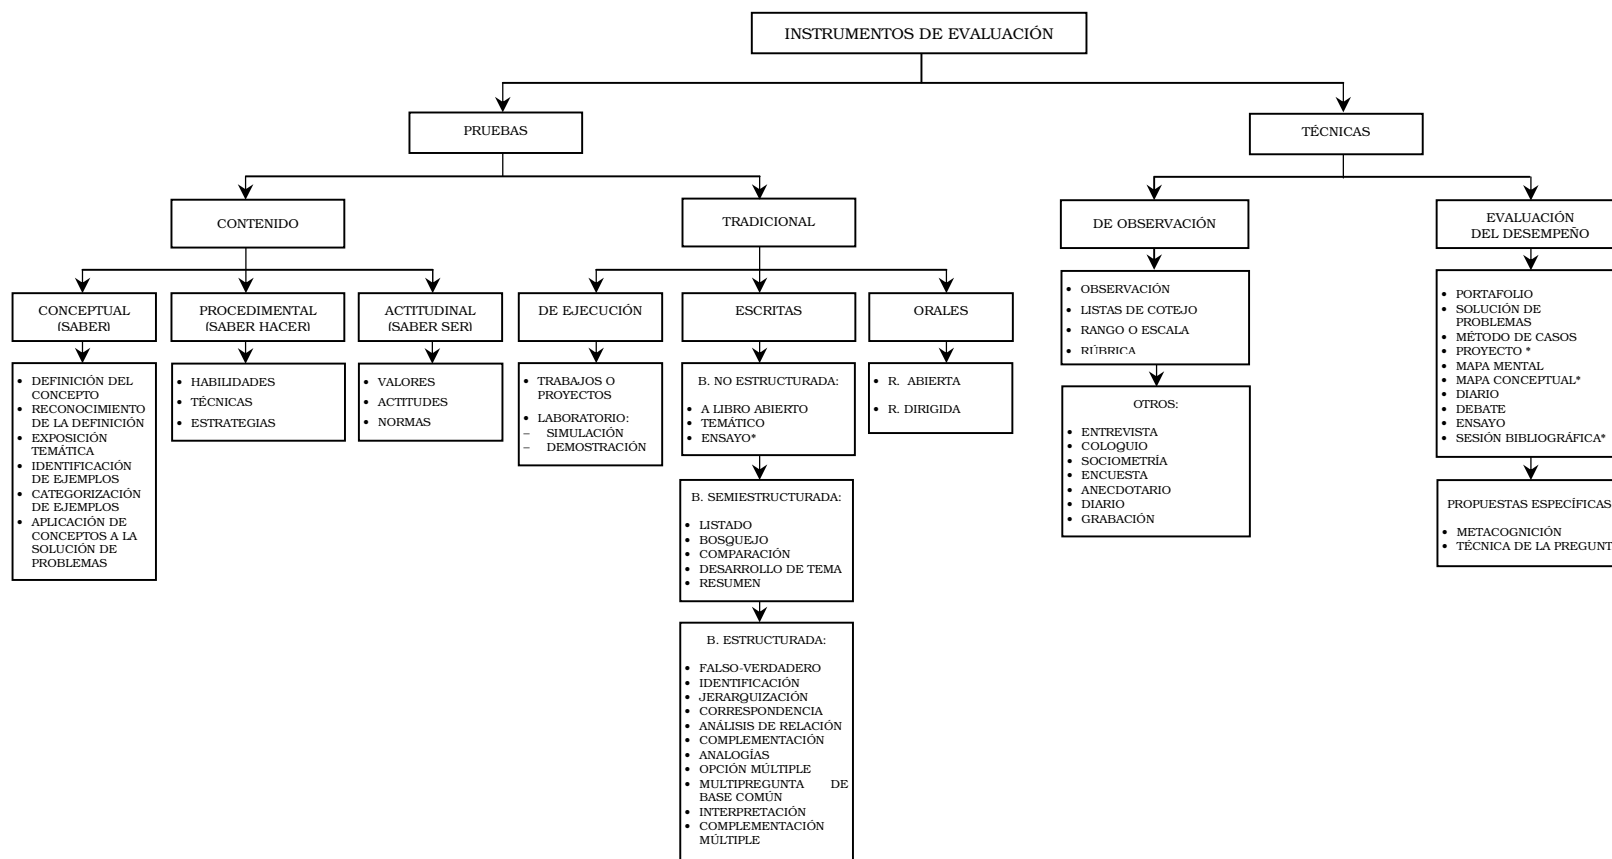 INSTRUMENTOS DE EVALUACIÓN
PRUEBAS
TÉCNICAS
CONTENIDO
TRADICIONAL
DE OBSERVACIÓN
EVALUACIÓN
DEL DESEMPEÑO
CONCEPTUAL
(SABER)
PROCEDIMENTAL
(SABER HACER)
ACTITUDINAL
(SABER SER)
DE EJECUCIÓN
ESCRITAS
ORALES
• DEFINICIÓN DEL
CONCEPTO
• RECONOCIMIENTO
DE LA DEFINICIÓN
• EXPOSICIÓN
TEMÁTICA
• IDENTIFICACIÓN
DE EJEMPLOS
• CATEGORIZACIÓN
DE EJEMPLOS
• APLICACIÓN DE
CONCEPTOS A LA
SOLUCIÓN DE
PROBLEMAS
• HABILIDADES
• TÉCNICAS
• ESTRATEGIAS
• VALORES
• ACTITUDES
• NORMAS
• TRABAJOS O
PROYECTOS
• LABORATORIO:
– SIMULACIÓN
– DEMOSTRACIÓN
B. NO ESTRUCTURADA:
• A LIBRO ABIERTO
• TEMÁTICO
• ENSAYO*
B. SEMIESTRUCTURADA:
• LISTADO
• BOSQUEJO
• COMPARACIÓN
• DESARROLLO DE TEMA
• RESUMEN
B. ESTRUCTURADA:
• FALSO-VERDADERO
• IDENTIFICACIÓN
• JERARQUIZACIÓN
• CORRESPONDENCIA
• ANÁLISIS DE RELACIÓN
• COMPLEMENTACIÓN
• ANALOGÍAS
• OPCIÓN MÚLTIPLE
• MULTIPREGUNTA DE
BASE COMÚN
• INTERPRETACIÓN
• COMPLEMENTACIÓN
MÚLTIPLE
• R. ABIERTA
• R. DIRIGIDA
• OBSERVACIÓN
• LISTAS DE COTEJO
• RANGO O ESCALA
• RÚBRICA
OTROS:
• ENTREVISTA
• COLOQUIO
• SOCIOMETRÍA
• ENCUESTA
• ANECDOTARIO
• DIARIO
• GRABACIÓN
• PORTAFOLIO
• SOLUCIÓN DE
PROBLEMAS
• MÉTODO DE CASOS
• PROYECTO *
• MAPA MENTAL
• MAPA CONCEPTUAL*
• DIARIO
• DEBATE
• ENSAYO
• SESIÓN BIBLIOGRÁFICA*
PROPUESTAS ESPECÍFICAS
• METACOGNICIÓN
• TÉCNICA DE LA PREGUNT